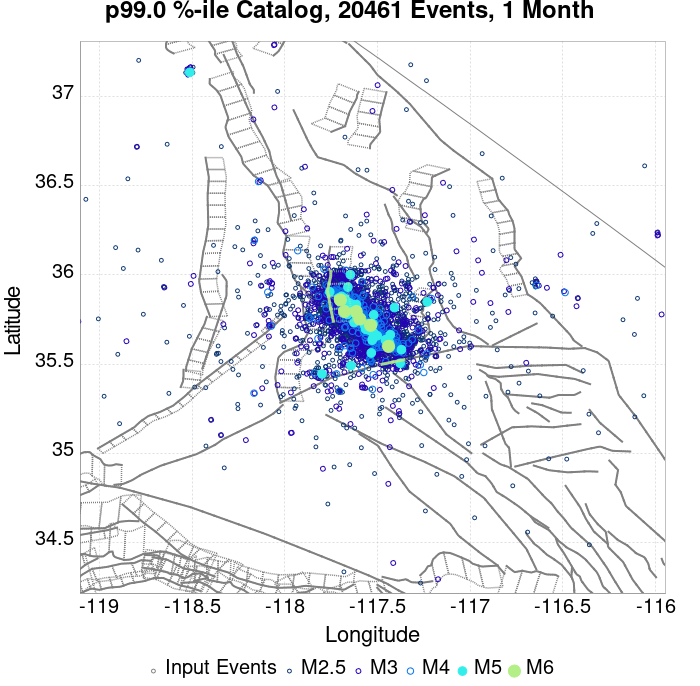 p99.0 %-ile Catalog, 20461 Events, 1 Month
37
36.5
36
35.5
35
34.5
Latitude
-119 -118.5 -118 -117.5 -117 -116.5 -116
Longitude
Input Events M2.5 M3 M4 M5 M6